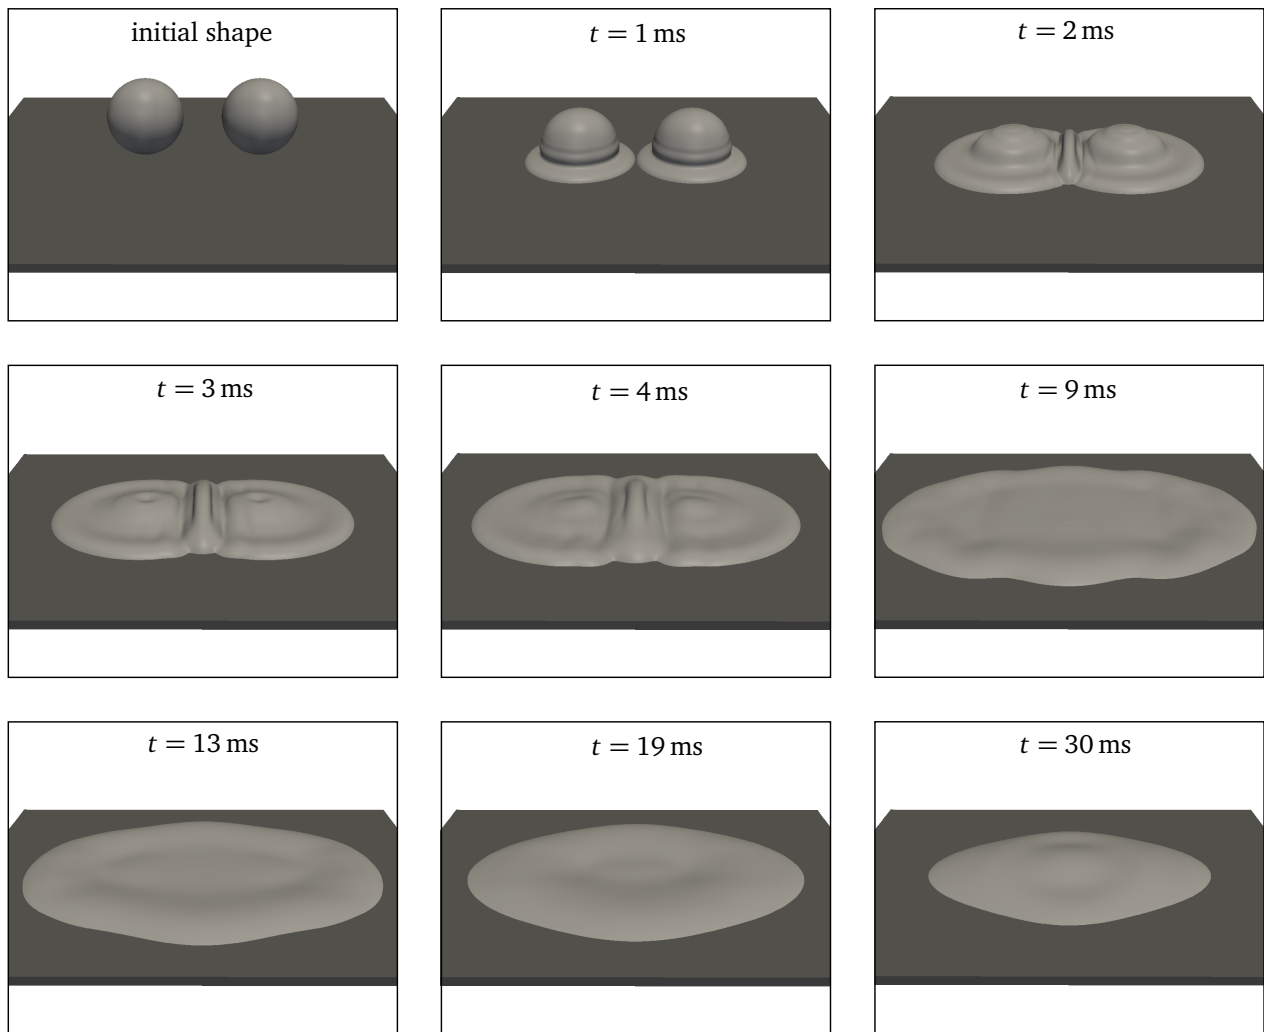 initial shape
t = 1 ms
t = 2 ms
t = 3 ms
t = 4 ms
t = 9 ms
t = 13 ms
t = 19 ms
t = 30 ms